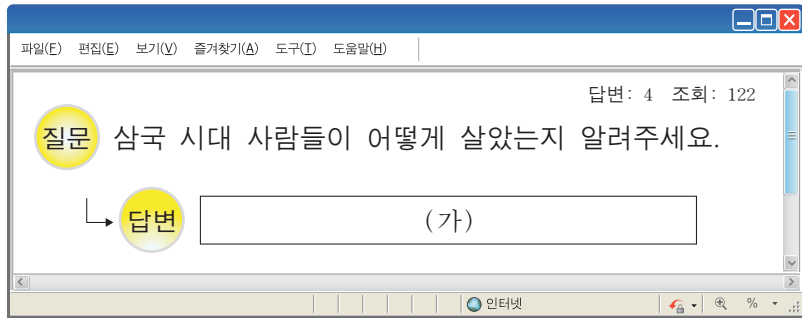 파일(F) 편집(E) 보기(V) 즐겨찾기(A) 도구(T) 도움말(H)
답변: 4 조회: 122
질문 삼국 시대 사람들이 어떻게 살았는지 알려주세요.
답변 (가)
인터넷 %